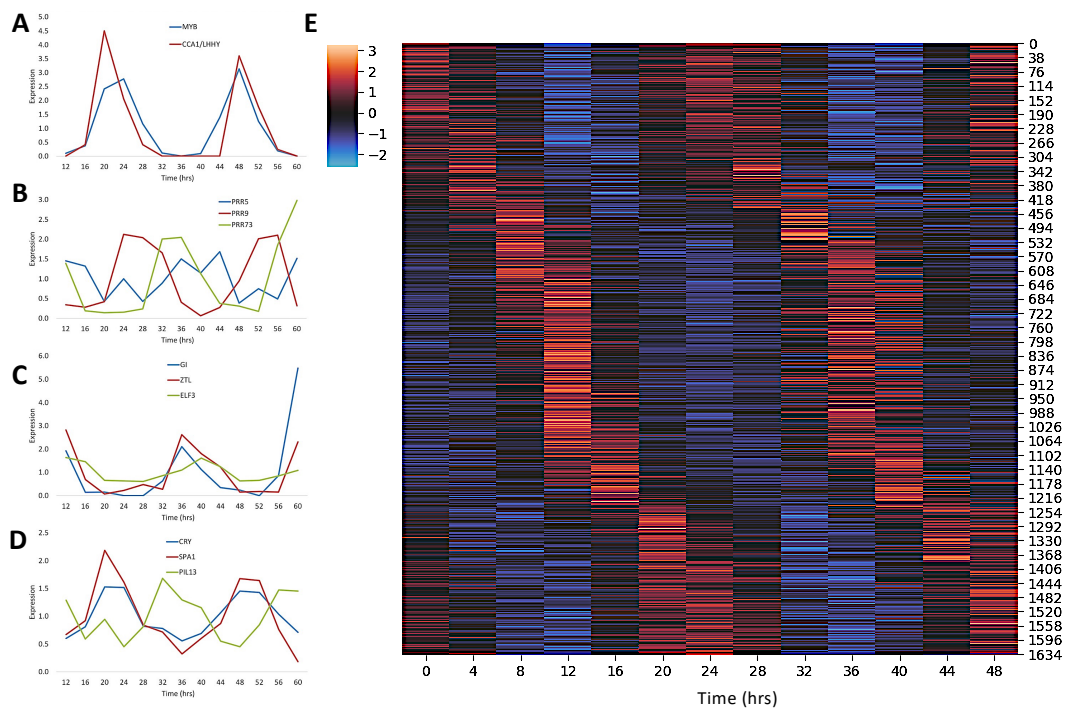 A
5.0
4.5
4.0
3.5
3.0
2.5
2.0
1.5
1.0
0.5
0.0
Expression
MYB
CCA1/LHHY
12 16 20 24 28 32 36 40 44 48 52 56 60
Time (hrs)
B
3.0
2.5
2.0
1.5
1.0
0.5
0.0
Expression
PRR5
PRR9
PRR73
12 16 20 24 28 32 36 40 44 48 52 56 60
Time (hrs)
C
6.0
5.0
4.0
3.0
2.0
1.0
0.0
Expression
GI
ZTL
ELF3
12 16 20 24 28 32 36 40 44 48 52 56 60
Time (hrs)
D
2.5
2.0
1.5
1.0
0.5
0.0
Expression
CRY
SPA1
PIL13
12 16 20 24 28 32 36 40 44 48 52 56 60
Time (hrs)
E
3
2
1
0
−1
−2
0
38
76
114
152
190
228
266
304
342
380
418
456
494
532
570
608
646
684
722
760
798
836
874
912
950
988
1026
1064
1102
1140
1178
1216
1254
1292
1330
1368
1406
1444
1482
1520
1558
1596
1634
0 4 8 12 16 20 24 28 32 36 40 44 48
Time (hrs)